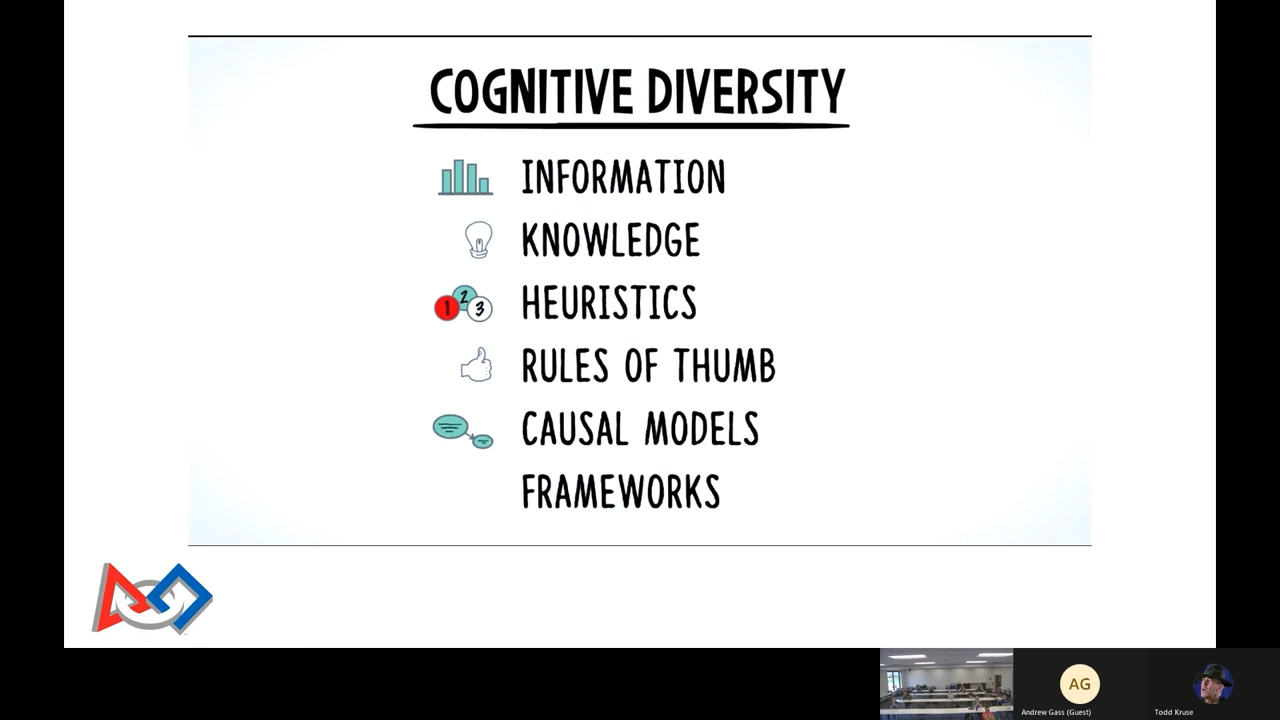 COGNITIVE DIVERSITY
INFORMATION
KNOWLEDGE
1 2 3 HEURISTICS
RULES OF THUMB
CAUSAL MODELS
FRAMEWORKS
AG
Andrew Gass (Guest)
Todd Kruse